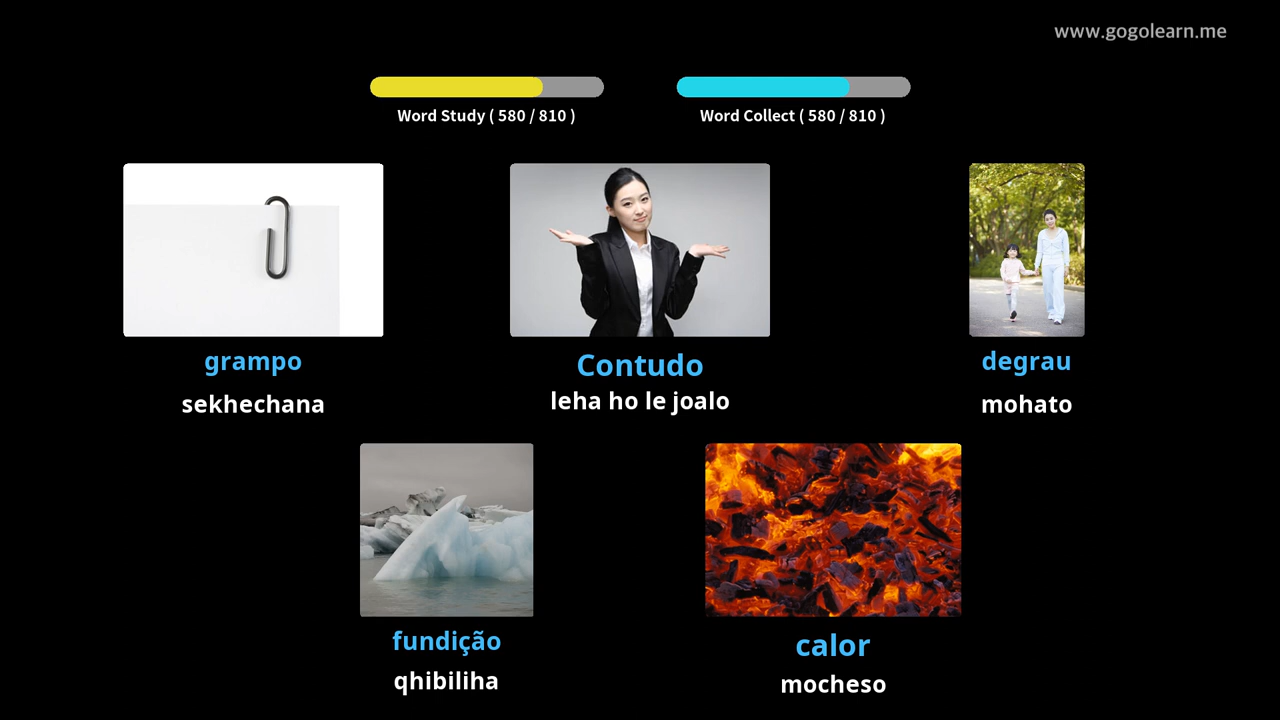 www.gogolearn.me
Word Study ( 580 / 810 )
Word Collect ( 580 / 810 )
grampo
sekhechana
Contudo
leha ho le joalo
degrau
mohato
fundição
qhibiliha
calor
mocheso